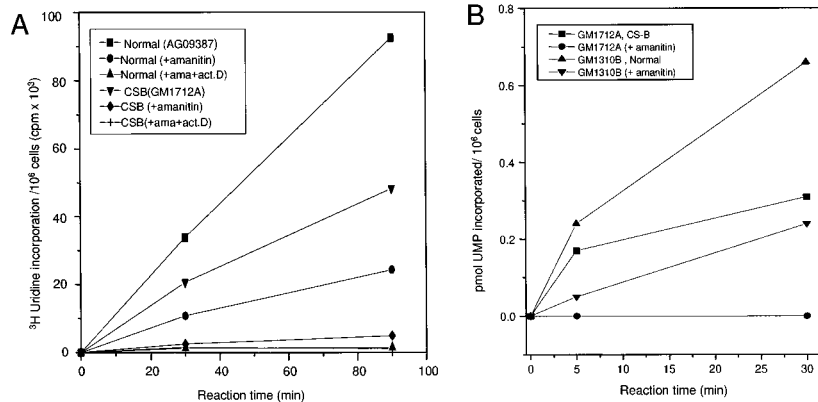 A
Normal (AG09387)
Normal (+amanitin)
Normal (+ama+act.D)
CSB(GM1712A)
CSB (+amanitin)
CSB(+ama+act.D)
³H Uridine incorporation /10⁶ cells (cpm x 10³)
100
80
60
40
20
0
0 20 40 60 80 100
Reaction time (min)
B
GM1712A, CS-B
GM1712A (+ amanitin)
GM1310B , Normal
GM1310B (+ amanitin)
pmol UMP incorporated/ 10⁶ cells
0.8
0.6
0.4
0.2
0.0
0 5 10 15 20 25 30
Reaction time (min)